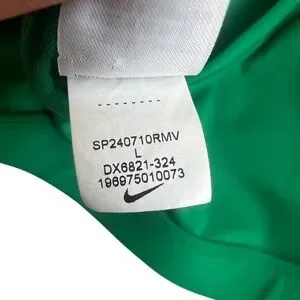 --------
SP240710RMV
L
DX6821-324
196975010073